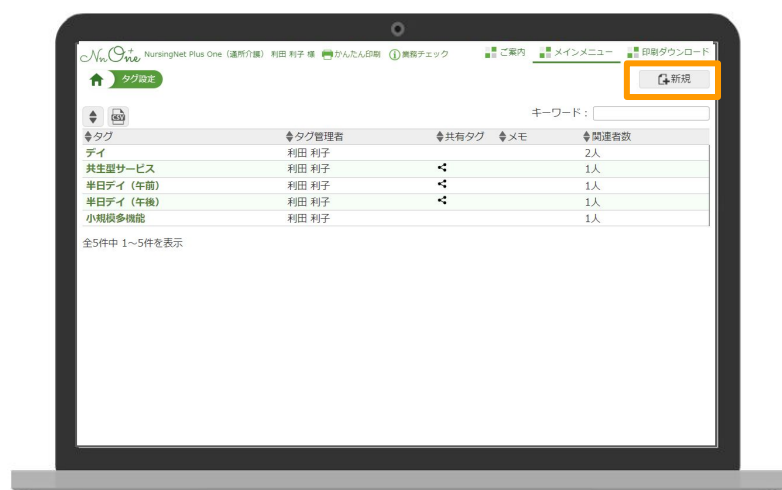 NnOne+ NursingNet Plus One（通所介護） 利田 利子 様 かんたん印刷 業務チェック ご案内 メインメニュー 印刷ダウンロード
タグ設定 新規
CSV キーワード：
タグ タグ管理者 共有タグ メモ 関連者数
デイ 利田 利子 2人
共生型サービス 利田 利子 1人
半日デイ（午前） 利田 利子 1人
半日デイ（午後） 利田 利子 1人
小規模多機能 利田 利子 1人
全5件中 1～5件を表示